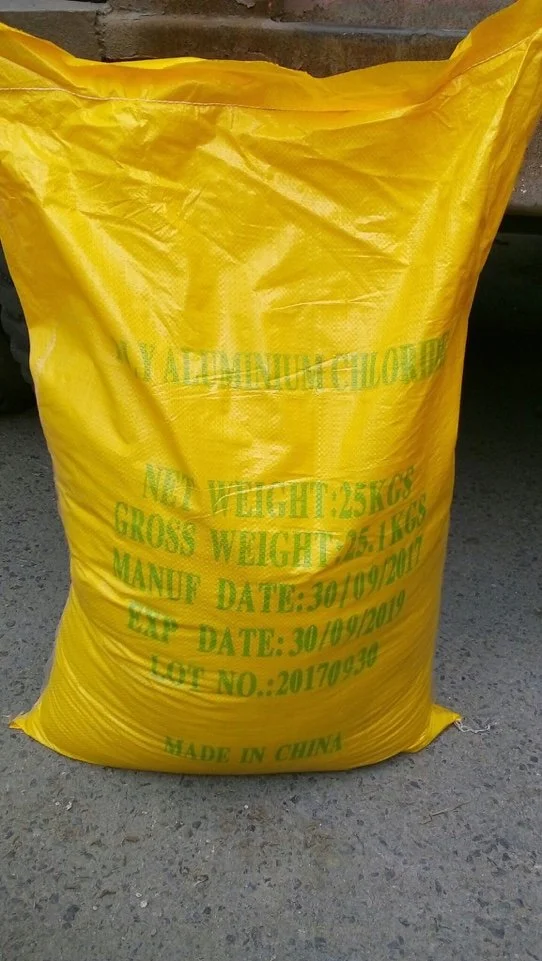 LY ALUMINIUM CHLORIDE
NET WEIGHT:25KGS
GROSS WEIGHT:25.1KGS
MANUF DATE:30/09/2017
EXP DATE:30/09/2019
LOT NO.:20170930
MADE IN CHINA